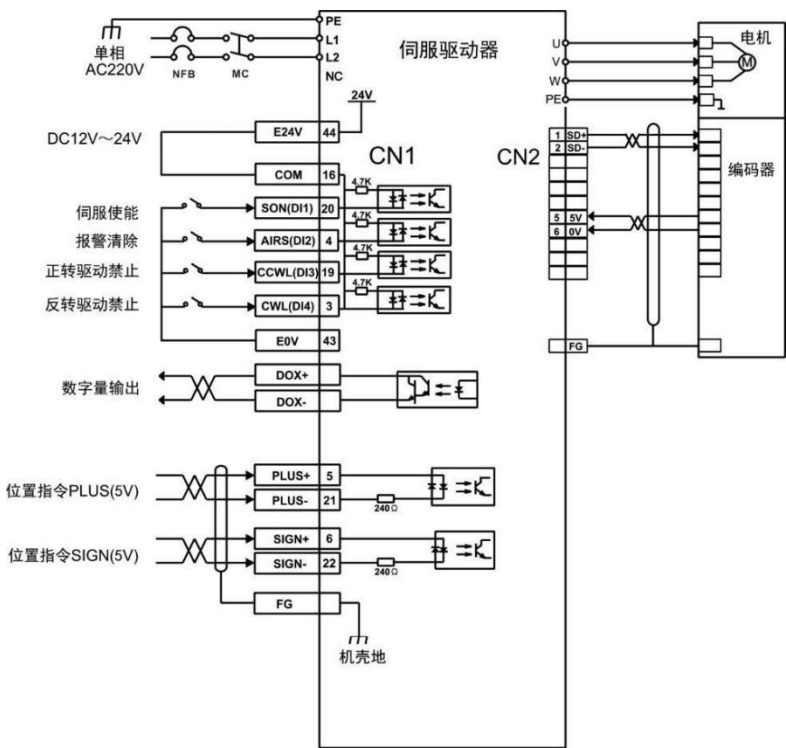 PE
L1
L2
NC
单相
AC220V
NFB
MC
伺服驱动器
U
V
W
PE
电机
M
24V
DC12V～24V
E24V 44
COM 16
CN1
CN2
1 SD+
2 SD-
编码器
4.7K
伺服使能
SON(DI1) 20
4.7K
报警清除
AIRS(DI2) 4
5 5V
6 0V
4.7K
正转驱动禁止
CCWL(DI3) 19
4.7K
反转驱动禁止
CWL(DI4) 3
E0V 43
FG
数字量输出
DOX+
DOX-
位置指令PLUS(5V)
PLUS+ 5
PLUS- 21
240Ω
位置指令SIGN(5V)
SIGN+ 6
SIGN- 22
240Ω
FG
机壳地